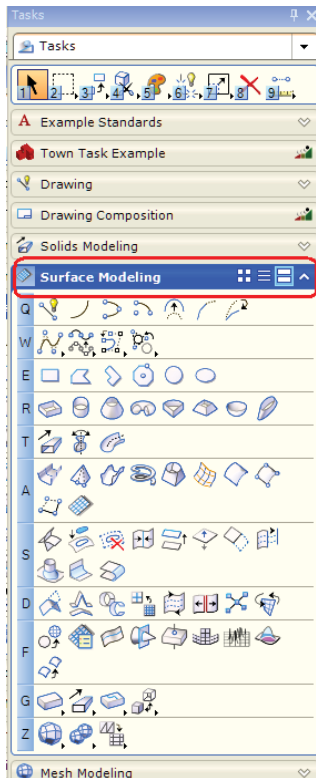 Tasks
Tasks
1 2 3 4 5 6 7 8 9
A Example Standards
Town Task Example
Drawing
Drawing Composition
Solids Modeling
Surface Modeling
Q
W
E
R
T
A
S
D
F
G
Z
Mesh Modeling